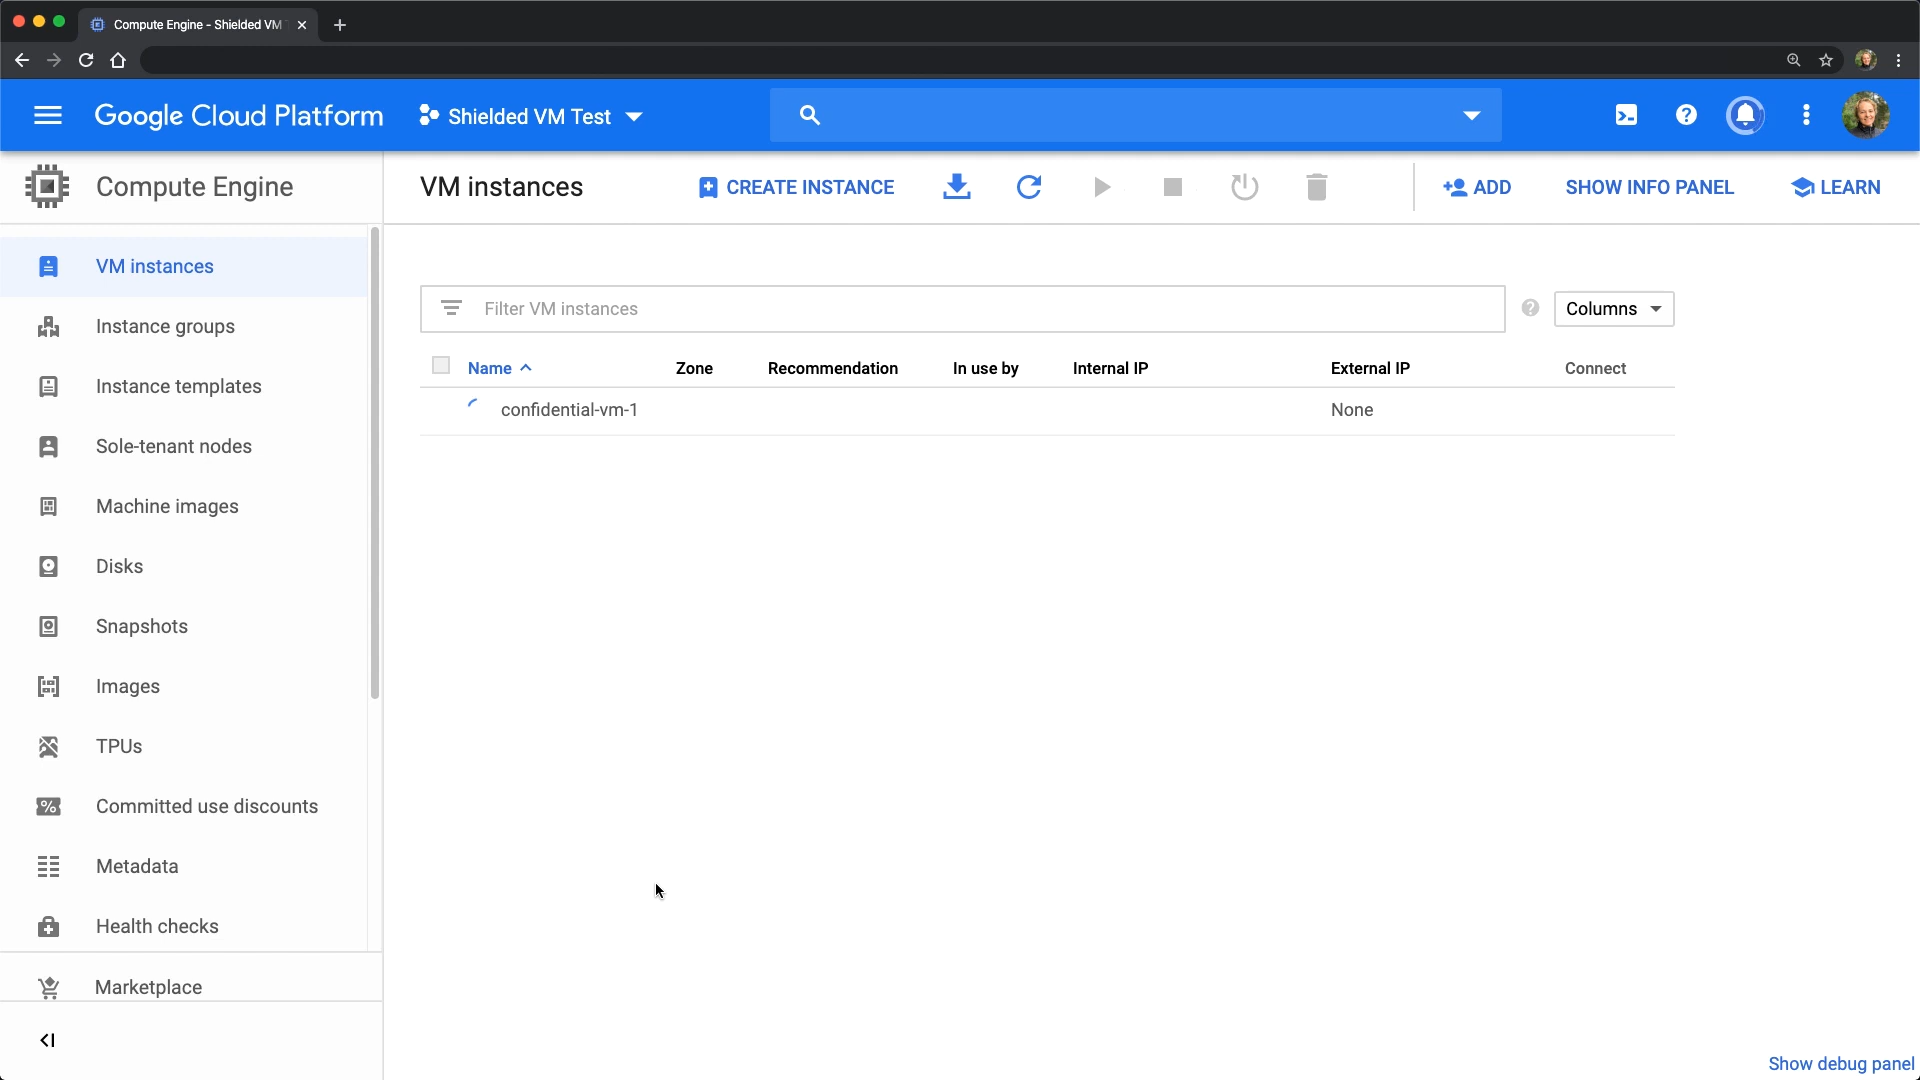 Compute Engine - Shielded VM
Google Cloud Platform
Shielded VM Test
Compute Engine
VM instances
CREATE INSTANCE
ADD
SHOW INFO PANEL
LEARN
VM instances
Instance groups
Instance templates
Sole-tenant nodes
Machine images
Disks
Snapshots
Images
TPUs
Committed use discounts
Metadata
Health checks
Marketplace
Filter VM instances
Columns
Name Zone Recommendation In use by Internal IP External IP Connect
confidential-vm-1 None
Show debug panel